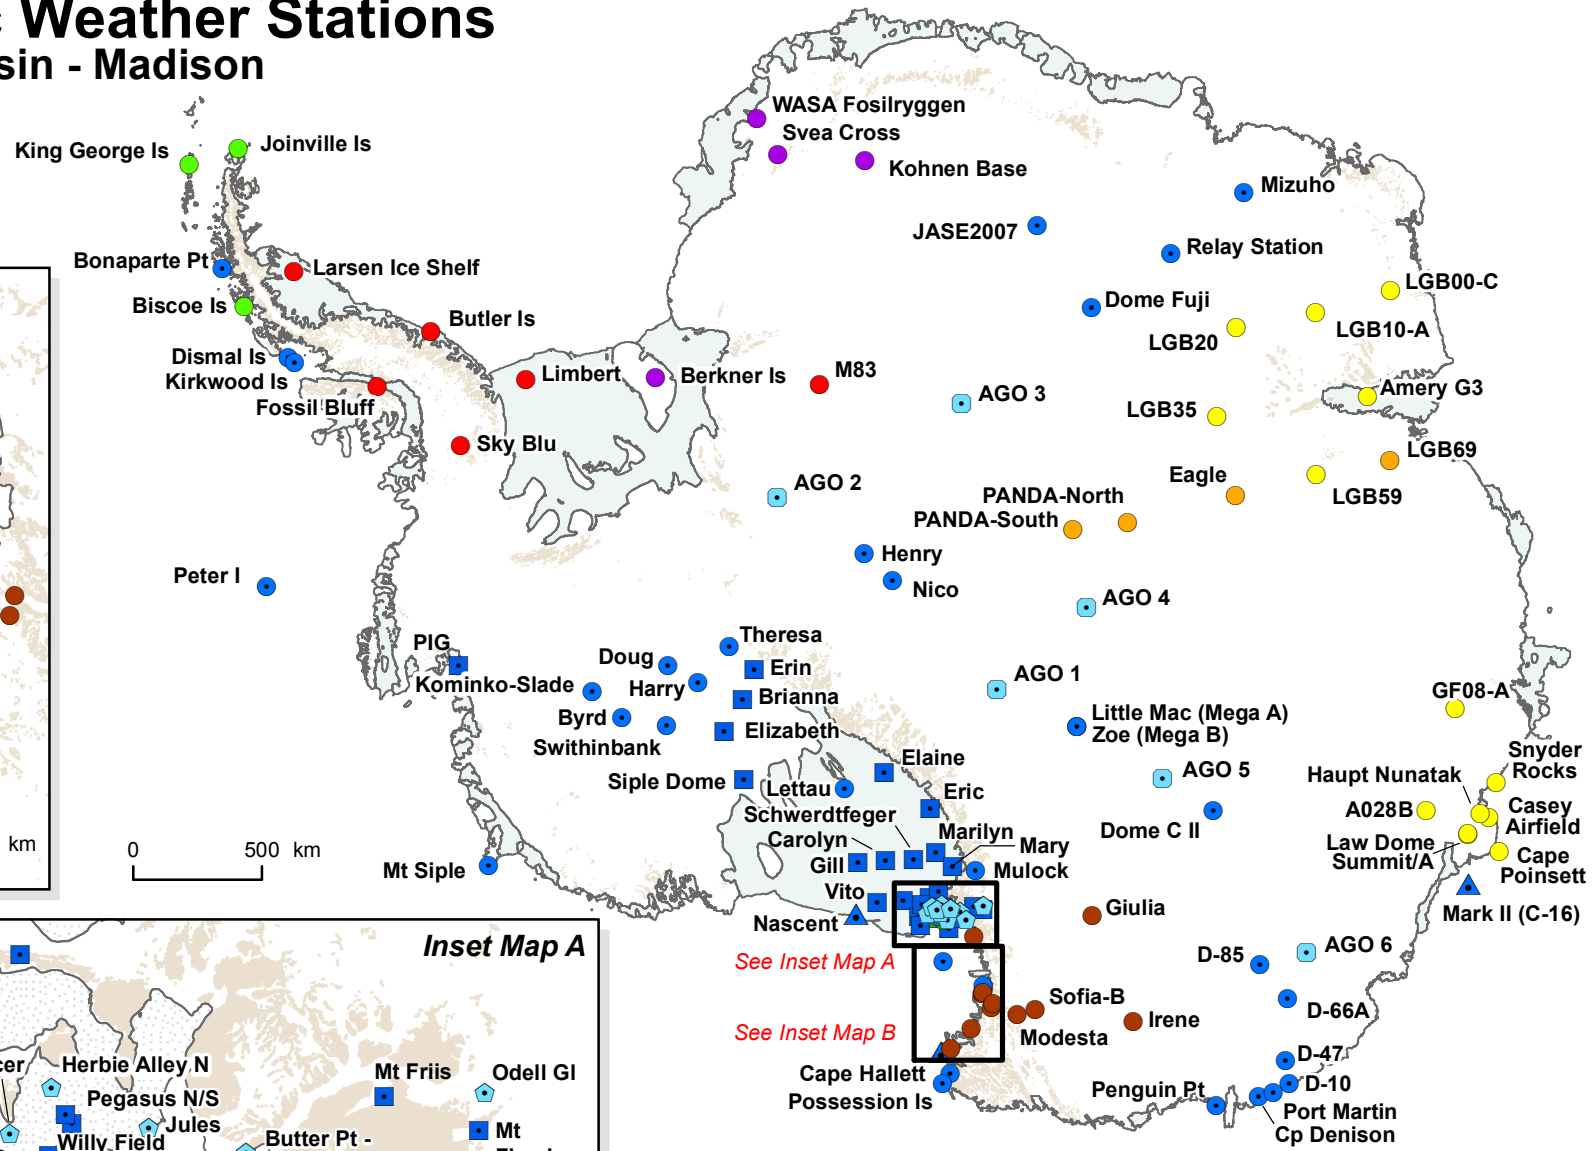 Weather Stations
sin - Madison
WASA Fosilryggen
Svea Cross
Kohnen Base
King George Is
Joinville Is
Mizuho
JASE2007
Relay Station
Bonaparte Pt
Larsen Ice Shelf
LGB00-C
Biscoe Is
Butler Is
Dome Fuji
LGB10-A
LGB20
Dismal Is
Kirkwood Is
Limbert
Berkner Is
M83
AGO 3
Amery G3
Fossil Bluff
LGB35
Sky Blu
LGB69
AGO 2
Eagle
LGB59
PANDA-North
PANDA-South
Henry
Nico
Peter I
AGO 4
PIG
Theresa
Doug
Erin
Kominko-Slade
Harry
Brianna
AGO 1
GF08-A
Byrd
Swithinbank
Elizabeth
Little Mac (Mega A)
Zoe (Mega B)
Snyder
Rocks
Elaine
AGO 5
Haupt Nunatak
Siple Dome
Lettau
Eric
A028B
Casey
Airfield
Schwerdtfeger
Carolyn
Marilyn
Mary
Dome C II
Law Dome
Summit/A
km
0
500 km
Mt Siple
Gill
Mulock
Cape
Poinsett
Vito
Nascent
Giulia
Mark II (C-16)
Inset Map A
See Inset Map A
D-85
AGO 6
Sofia-B
D-66A
See Inset Map B
Modesta
Irene
cer
Herbie Alley N
Mt Friis
Odell Gl
Cape Hallett
Possession Is
Penguin Pt
D-47
D-10
Port Martin
Cp Denison
Pegasus N/S
Jules
Willy Field
Butter Pt -
Mt